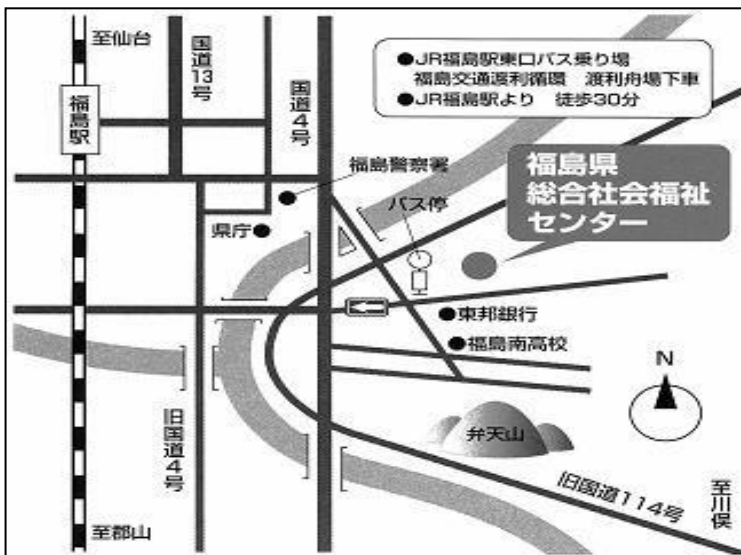 至仙台
国道13号
国道4号
●JR福島駅東口バス乗り場
福島交通渡利循環　渡利舟場下車
●JR福島駅より　徒歩30分
福島駅
福島警察署
バス停
福島県
総合社会福祉
センター
県庁●
●東邦銀行
●福島南高校
N
旧国道4号
弁天山
旧国道114号
至川俣
至郡山